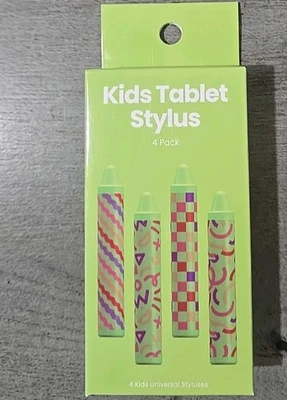 Kids Tablet
Stylus
4 Pack
4 Kids Universal Styluses